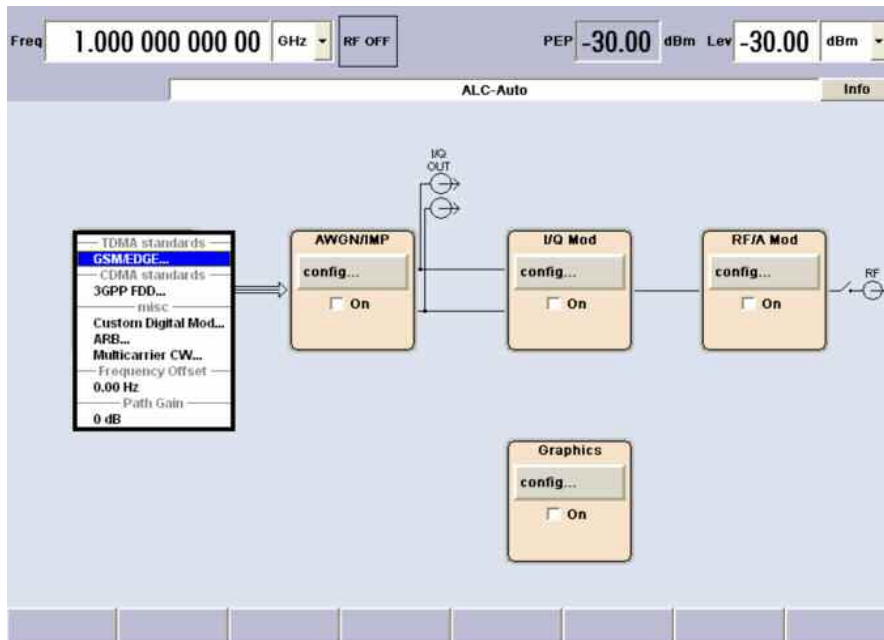 Freq 1.000 000 000 00 GHz RF OFF PEP -30.00 dBm Lev -30.00 dBm
ALC-Auto Info
I/Q
OUT
TDMA standards
GSM/EDGE...
CDMA standards
3GPP FDD...
misc
Custom Digital Mod...
ARB...
Multicarrier CW...
Frequency Offset
0.00 Hz
Path Gain
0 dB
AWGN/IMP
config...
On
I/Q Mod
config...
On
RF/A Mod
config...
On
RF
Graphics
config...
On